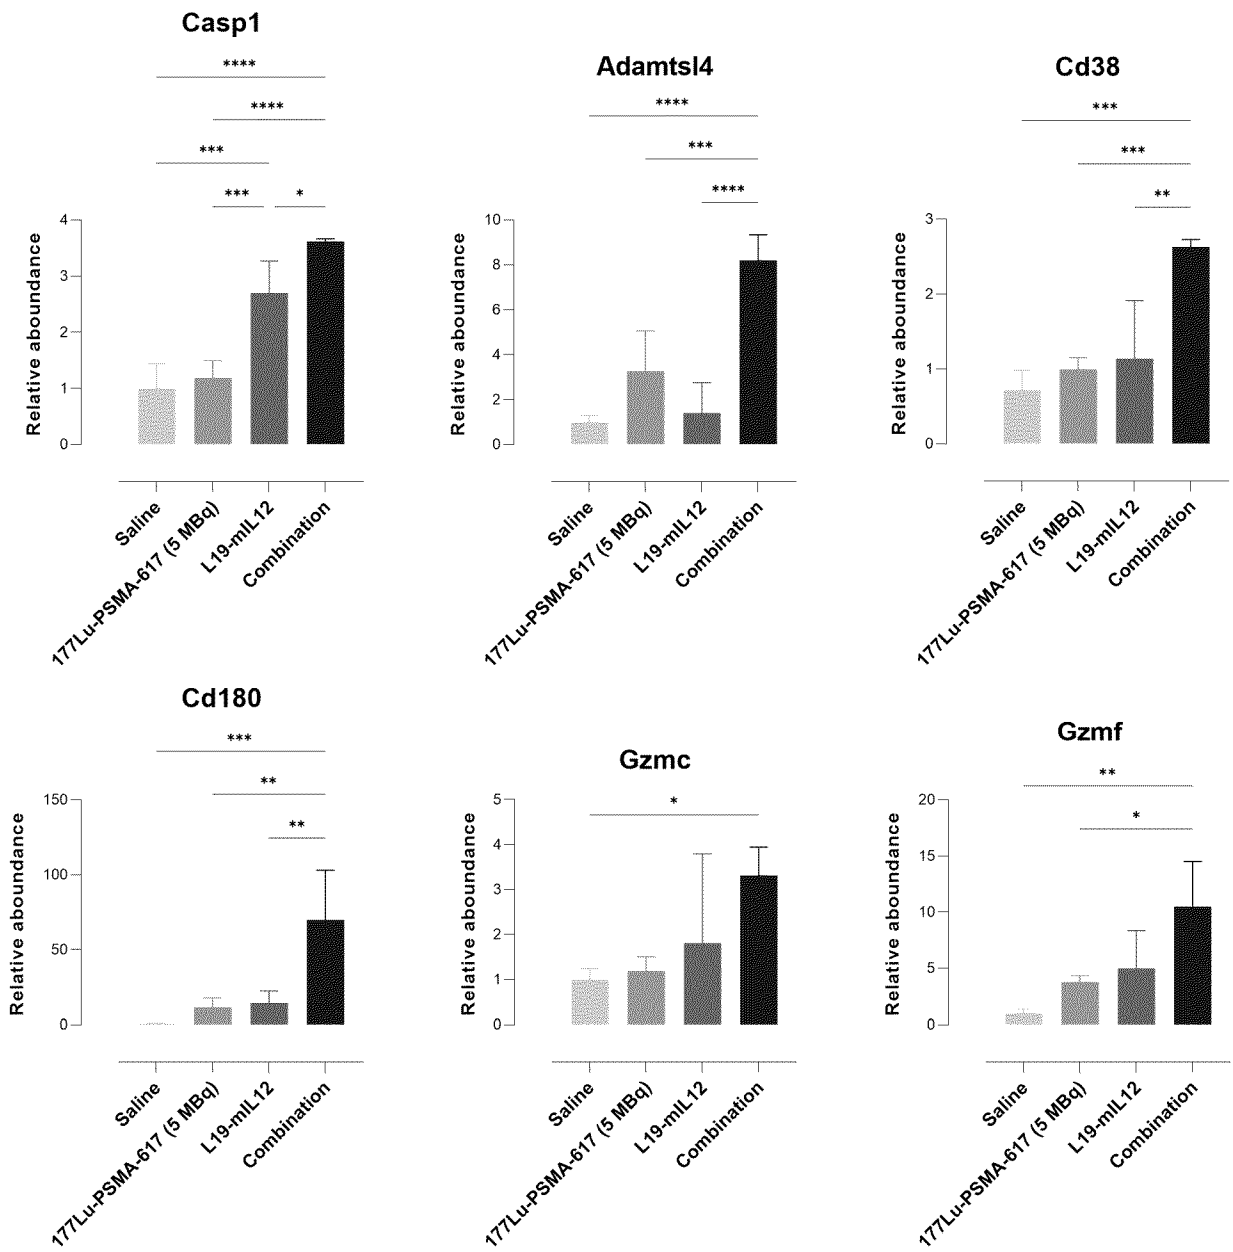 Casp1
****
****
***
***
*
Relative aboundance
4
3
2
1
0
Saline
177Lu-PSMA-617 (5 MBq)
L19-mIL12
Combination
Adamtsl4
****
***
****
Relative aboundance
10
8
6
4
2
0
Saline
177Lu-PSMA-617 (5 MBq)
L19-mIL12
Combination
Cd38
***
***
**
Relative aboundance
3
2
1
0
Saline
177Lu-PSMA-617 (5 MBq)
L19-mIL12
Combination
Cd180
***
**
**
Relative aboundance
150
100
50
0
Saline
177Lu-PSMA-617 (5 MBq)
L19-mIL12
Combination
Gzmc
*
Relative aboundance
5
4
3
2
1
0
Saline
177Lu-PSMA-617 (5 MBq)
L19-mIL12
Combination
Gzmf
**
*
Relative aboundance
20
15
10
5
0
Saline
177Lu-PSMA-617 (5 MBq)
L19-mIL12
Combination